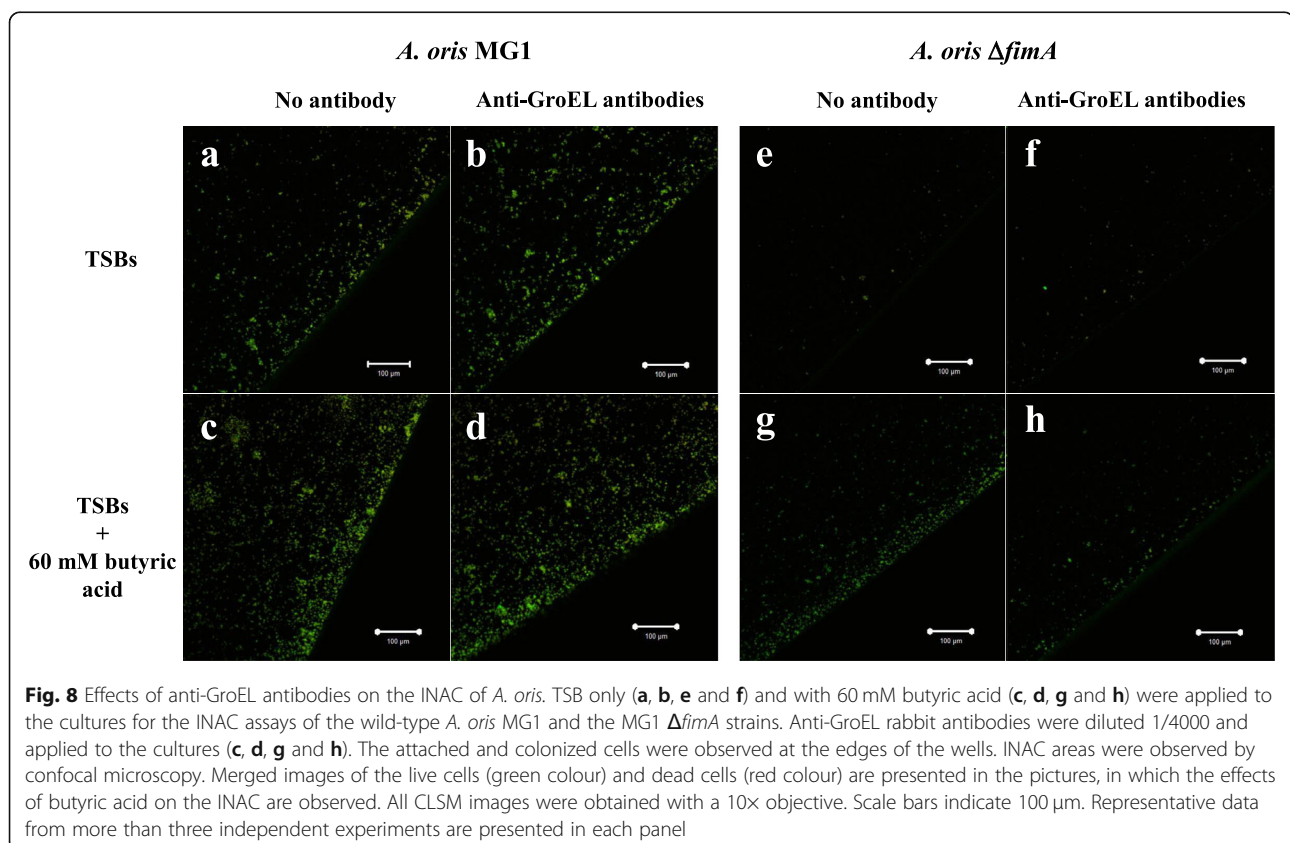 A. oris MG1
A. oris ΔfimA
No antibody
Anti-GroEL antibodies
No antibody
Anti-GroEL antibodies
TSBs
a
b
e
f
100 µm
100 µm
100 µm
100 µm
TSBs
+
60 mM butyric
acid
c
d
g
h
100 µm
100 µm
100 µm
100 µm
Fig. 8 Effects of anti-GroEL antibodies on the INAC of A. oris. TSB only (a, b, e and f) and with 60 mM butyric acid (c, d, g and h) were applied to
the cultures for the INAC assays of the wild-type A. oris MG1 and the MG1 ΔfimA strains. Anti-GroEL rabbit antibodies were diluted 1/4000 and
applied to the cultures (c, d, g and h). The attached and colonized cells were observed at the edges of the wells. INAC areas were observed by
confocal microscopy. Merged images of the live cells (green colour) and dead cells (red colour) are presented in the pictures, in which the effects
of butyric acid on the INAC are observed. All CLSM images were obtained with a 10× objective. Scale bars indicate 100 µm. Representative data
from more than three independent experiments are presented in each panel